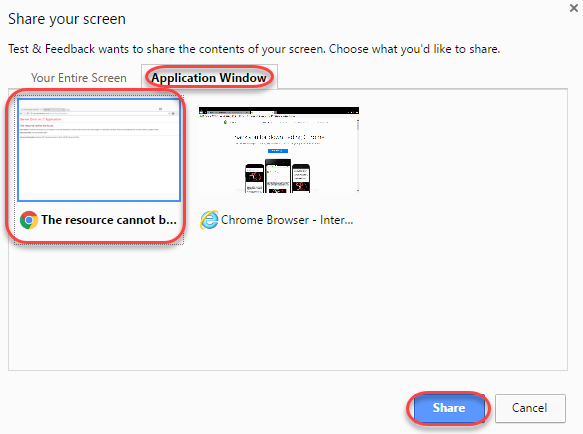 Share your screen
Test & Feedback wants to share the contents of your screen. Choose what you'd like to share.
Your Entire Screen
Application Window
The resource cannot b...
Chrome Browser - Inter...
Share
Cancel